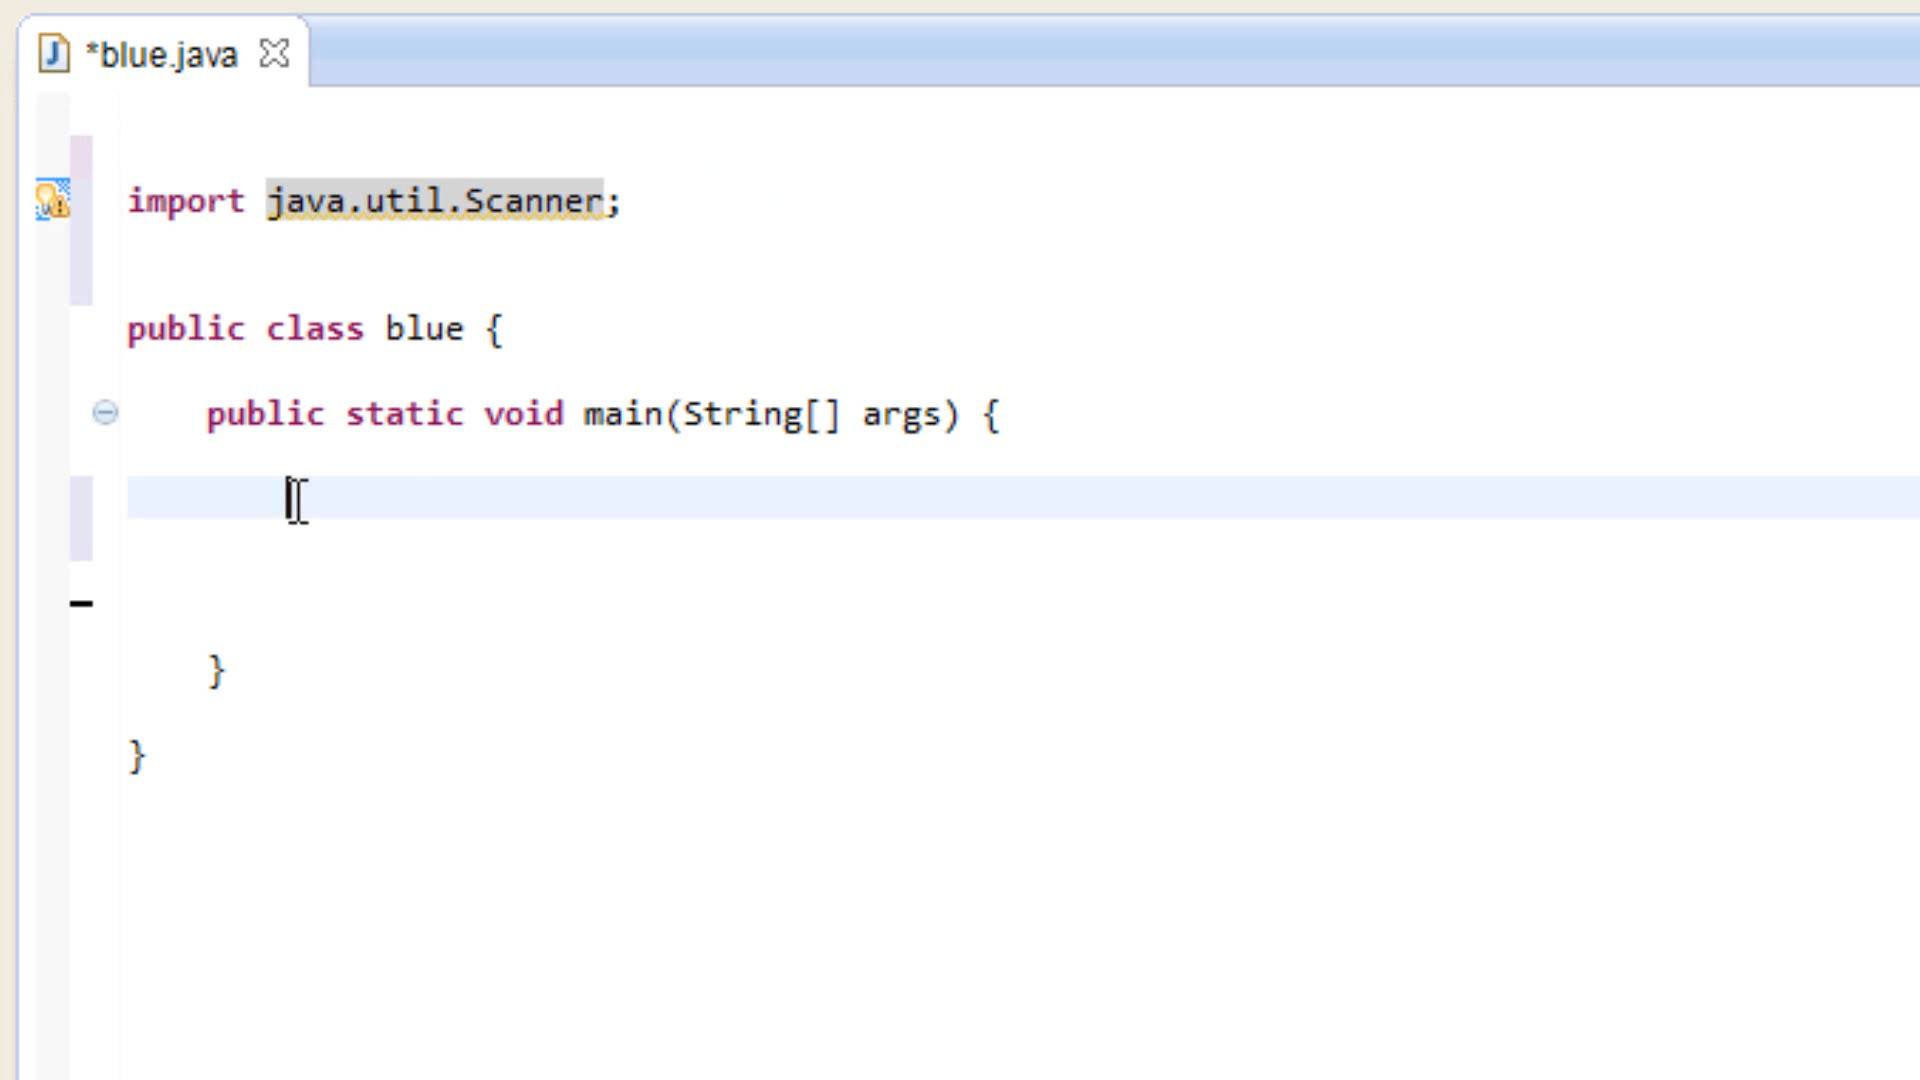 *blue.java
import java.util.Scanner;
public class blue {
public static void main(String[] args) {
}
}